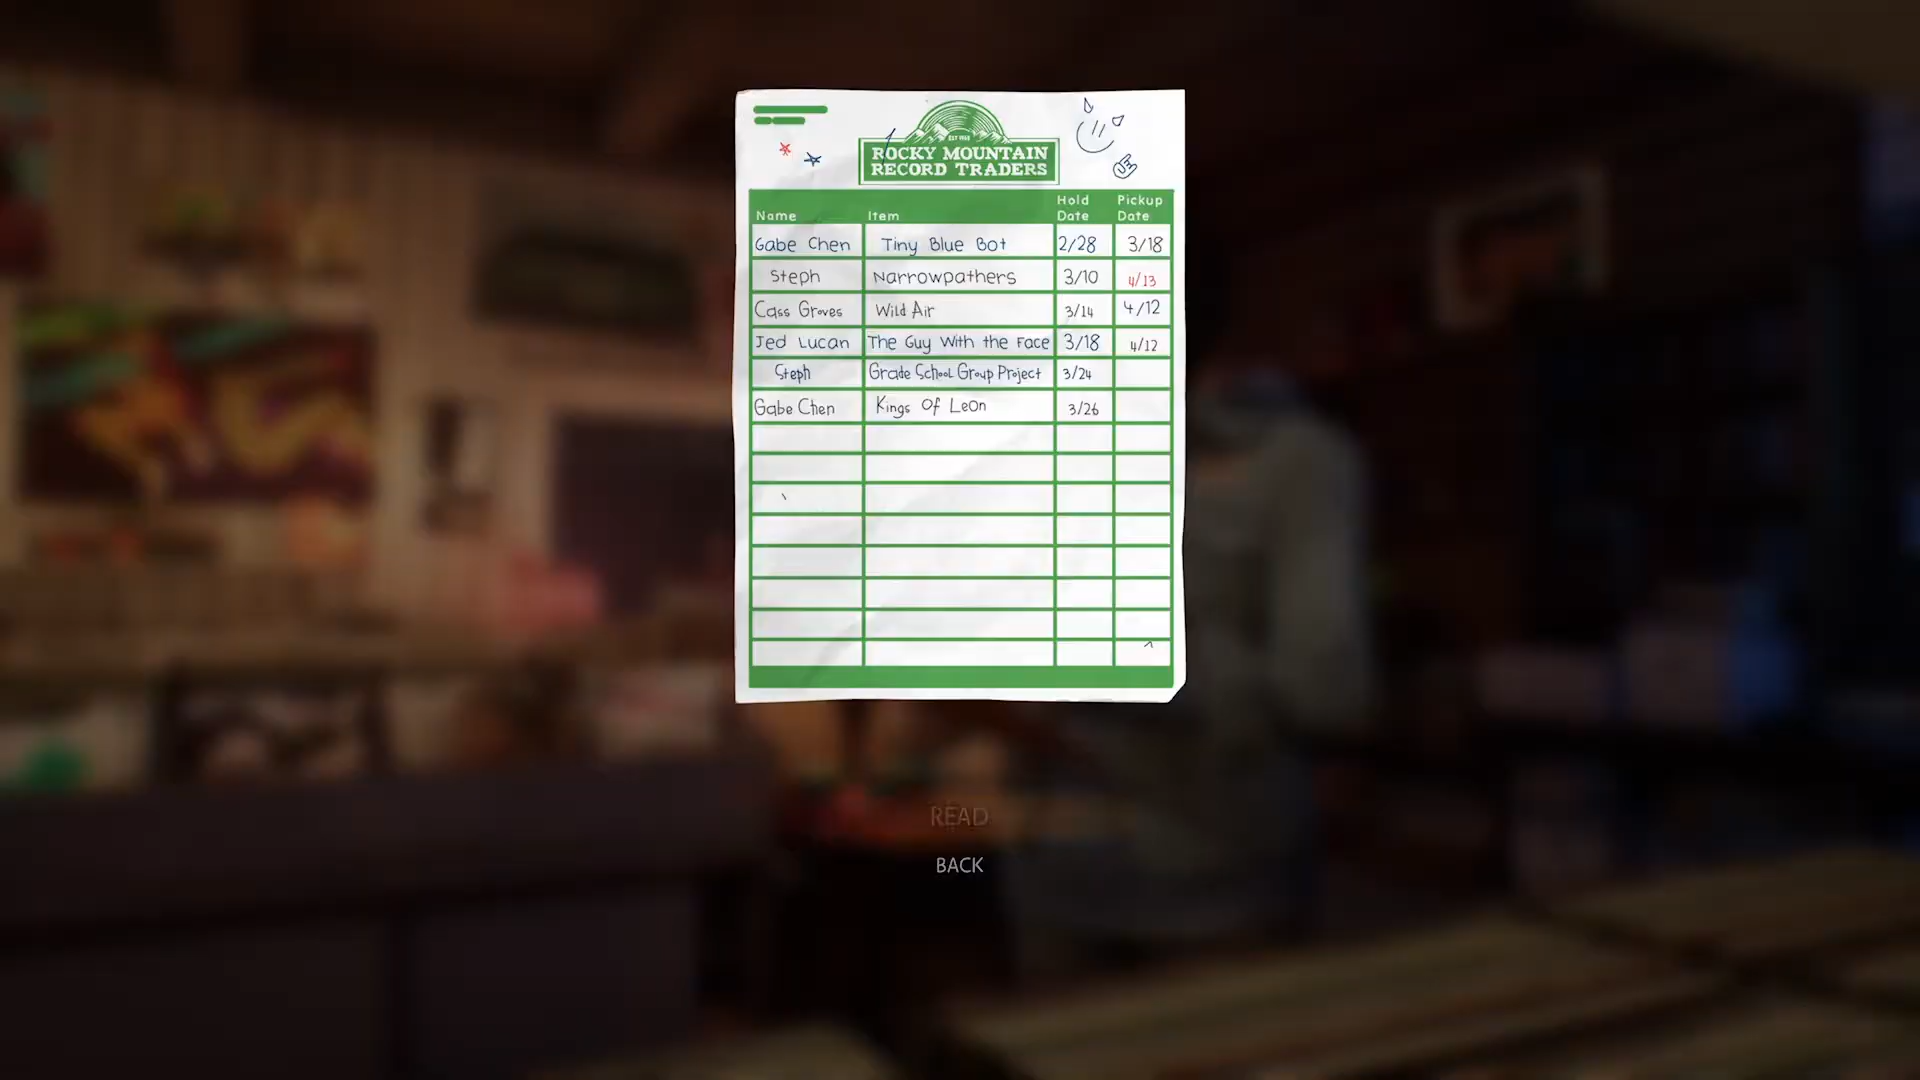 EST 1968
ROCKY MOUNTAIN
RECORD TRADERS
Name Item Hold Date Pickup Date
Gabe Chen Tiny Blue Bot 2/28 3/18
Steph Narrowpathers 3/10 4/13
Cass Groves Wild Air 3/14 4/12
Jed Lucan The Guy With the Face 3/18 4/12
Steph Grade School Group Project 3/24
Gabe Chen Kings Of LeOn 3/26
READ
BACK